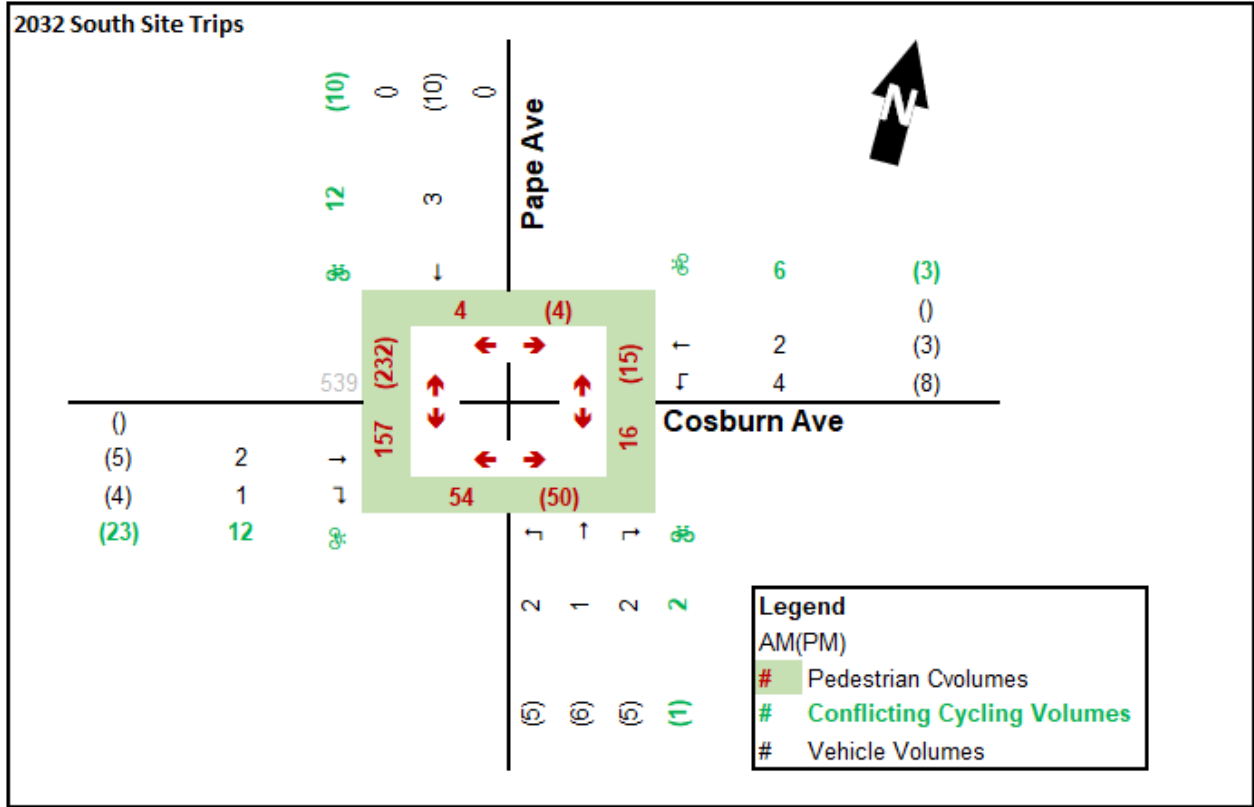 2032 South Site Trips
(10) () (10) ()
12 3
Pape Ave
N
6 (3)
()
2 (3)
4 (8)
4 (4)
(232) (15)
539
157 16
54 (50)
Cosburn Ave
()
(5) 2
(4) 1
(23) 12
2 1 2 2
(5) (6) (5) (1)
Legend
AM(PM)
# Pedestrian Cvolumes
# Conflicting Cycling Volumes
# Vehicle Volumes